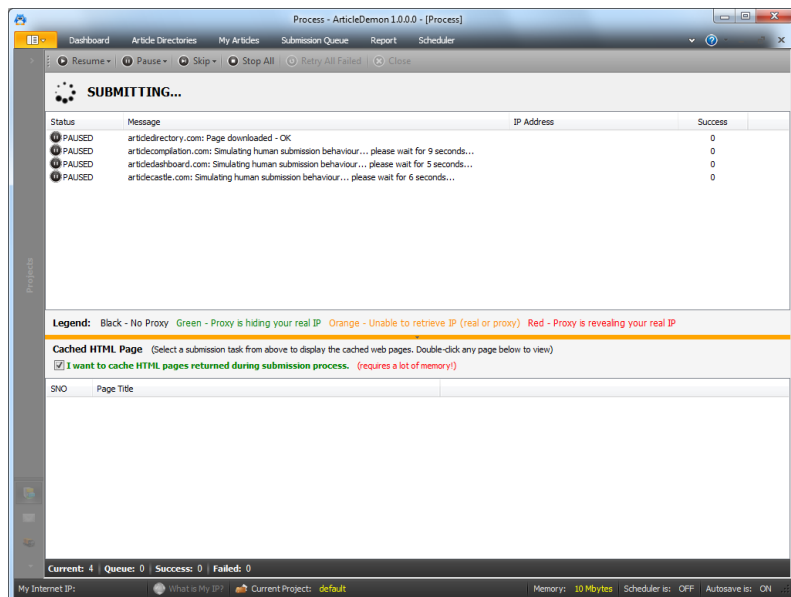 Process - ArticleDemon 1.0.0.0 - [Process]
Dashboard Article Directories My Articles Submission Queue Report Scheduler
Resume Pause Skip Stop All Retry All Failed Close
SUBMITTING...
Status Message IP Address Success
PAUSED articledirectory.com: Page downloaded - OK 0
PAUSED articlecompilation.com: Simulating human submission behaviour... please wait for 9 seconds... 0
PAUSED articledashboard.com: Simulating human submission behaviour... please wait for 5 seconds... 0
PAUSED articlecastle.com: Simulating human submission behaviour... please wait for 6 seconds... 0
Projects
Legend: Black - No Proxy Green - Proxy is hiding your real IP Orange - Unable to retrieve IP (real or proxy) Red - Proxy is revealing your real IP
Cached HTML Page (Select a submission task from above to display the cached web pages. Double-click any page below to view)
I want to cache HTML pages returned during submission process. (requires a lot of memory!)
SNO Page Title
Current: 4 Queue: 0 Success: 0 Failed: 0
My Internet IP: What is My IP? Current Project: default Memory: 10 Mbytes Scheduler is: OFF Autosave is: ON